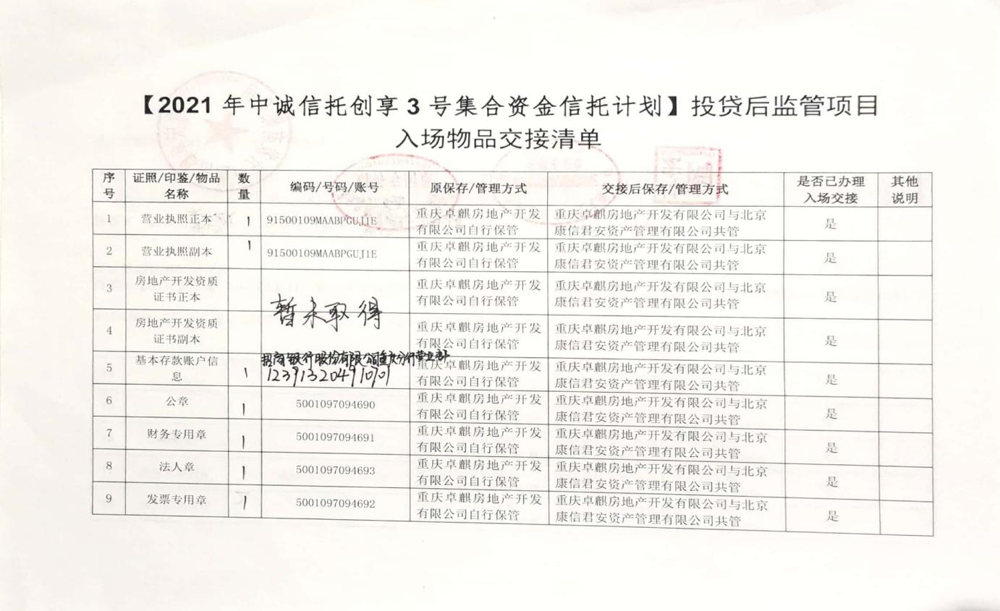 【2021 年中诚信托创享 3 号集合资金信托计划】投贷后监管项目
入场物品交接清单
序号 证照/印鉴/物品名称 数量 编码/号码/账号 原保存/管理方式 交接后保存/管理方式 是否已办理入场交接 其他说明
1 营业执照正本 1 91500109MAABPGUJ1E 重庆卓麒房地产开发有限公司自行保管 重庆卓麒房地产开发有限公司与北京康信君安资产管理有限公司共管 是
2 营业执照副本 1 91500109MAABPGUJ1E 重庆卓麒房地产开发有限公司自行保管 重庆卓麒房地产开发有限公司与北京康信君安资产管理有限公司共管 是
3 房地产开发资质证书正本 重庆卓麒房地产开发有限公司自行保管 重庆卓麒房地产开发有限公司与北京康信君安资产管理有限公司共管 是
暂未取得
4 房地产开发资质证书副本 重庆卓麒房地产开发有限公司自行保管 重庆卓麒房地产开发有限公司与北京康信君安资产管理有限公司共管 是
5 基本存款账户信息 1 招商银行股份有限公司重庆分行营业部 123913204910701 重庆卓麒房地产开发有限公司自行保管 重庆卓麒房地产开发有限公司与北京康信君安资产管理有限公司共管 是
6 公章 1 5001097094690 重庆卓麒房地产开发有限公司自行保管 重庆卓麒房地产开发有限公司与北京康信君安资产管理有限公司共管 是
7 财务专用章 1 5001097094691 重庆卓麒房地产开发有限公司自行保管 重庆卓麒房地产开发有限公司与北京康信君安资产管理有限公司共管 是
8 法人章 1 5001097094693 重庆卓麒房地产开发有限公司自行保管 重庆卓麒房地产开发有限公司与北京康信君安资产管理有限公司共管 是
9 发票专用章 1 5001097094692 重庆卓麒房地产开发有限公司自行保管 重庆卓麒房地产开发有限公司与北京康信君安资产管理有限公司共管 是